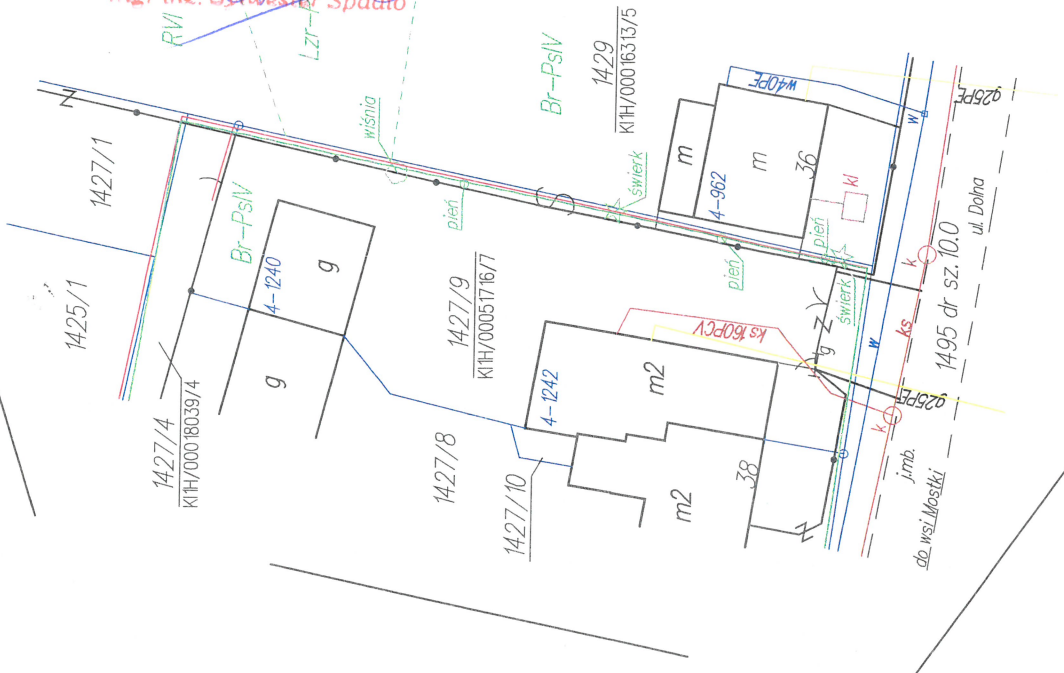 RVI
Br-PsIV
1429
KI1H/00016313/5
1427/1
wiśnia
w40PE
g25PE
w
1425/1
Br-PsIV
4-1240
g
g
pień
świerk
m
4-962
m
36
kl
1427/4
KI1H/00018039/4
1427/9
KI1H/00051716/7
pień
pień
świerk
k
ul. Dolna
4-1242
ks160PCV
g
w
ks
1495 dr sz. 10.0
m2
g25PE
1427/8
1427/10
38
m2
k
j.mb.
do wsi Mostki